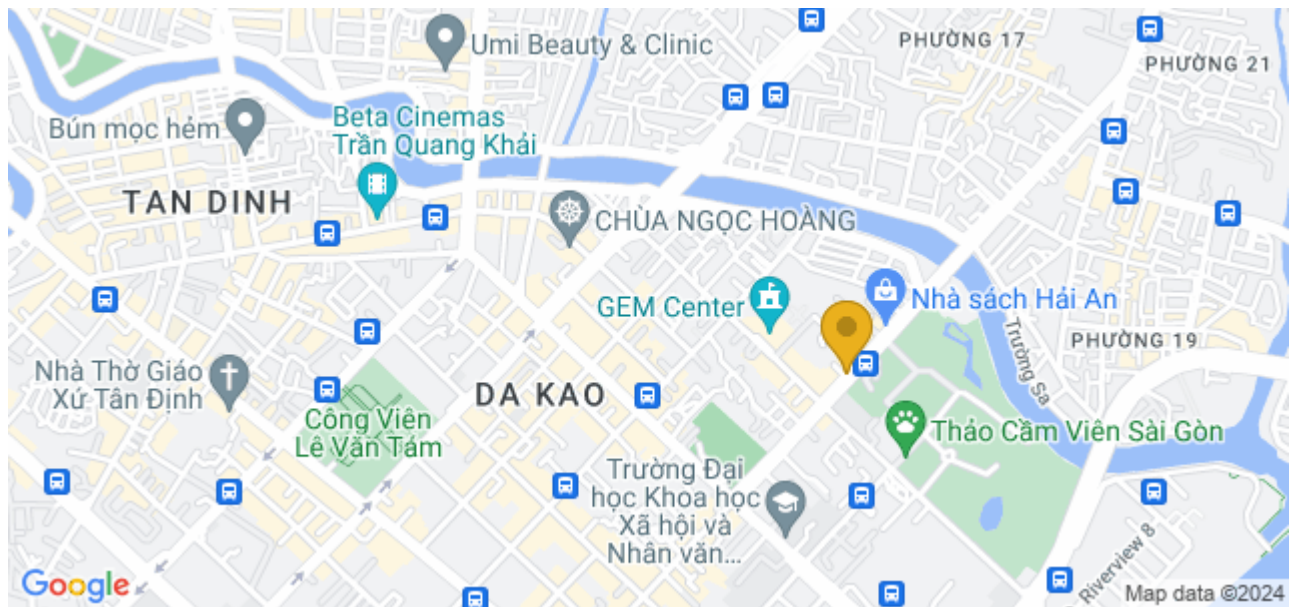 PHƯỜNG 17
Umi Beauty & Clinic
PHƯỜNG 21
Beta Cinemas
Trần Quang Khải
Bún mọc hẻm
TAN DINH
CHÙA NGỌC HOÀNG
GEM Center
Nhà sách Hải An
Trường Sa
PHƯỜNG 19
Nhà Thờ Giáo
Xứ Tân Định
DA KAO
Công Viên
Lê Văn Tám
Thảo Cầm Viên Sài Gòn
Trường Đại
học Khoa học
Xã hội và
Nhân văn...
Riverview 8
Google
Map data ©2024